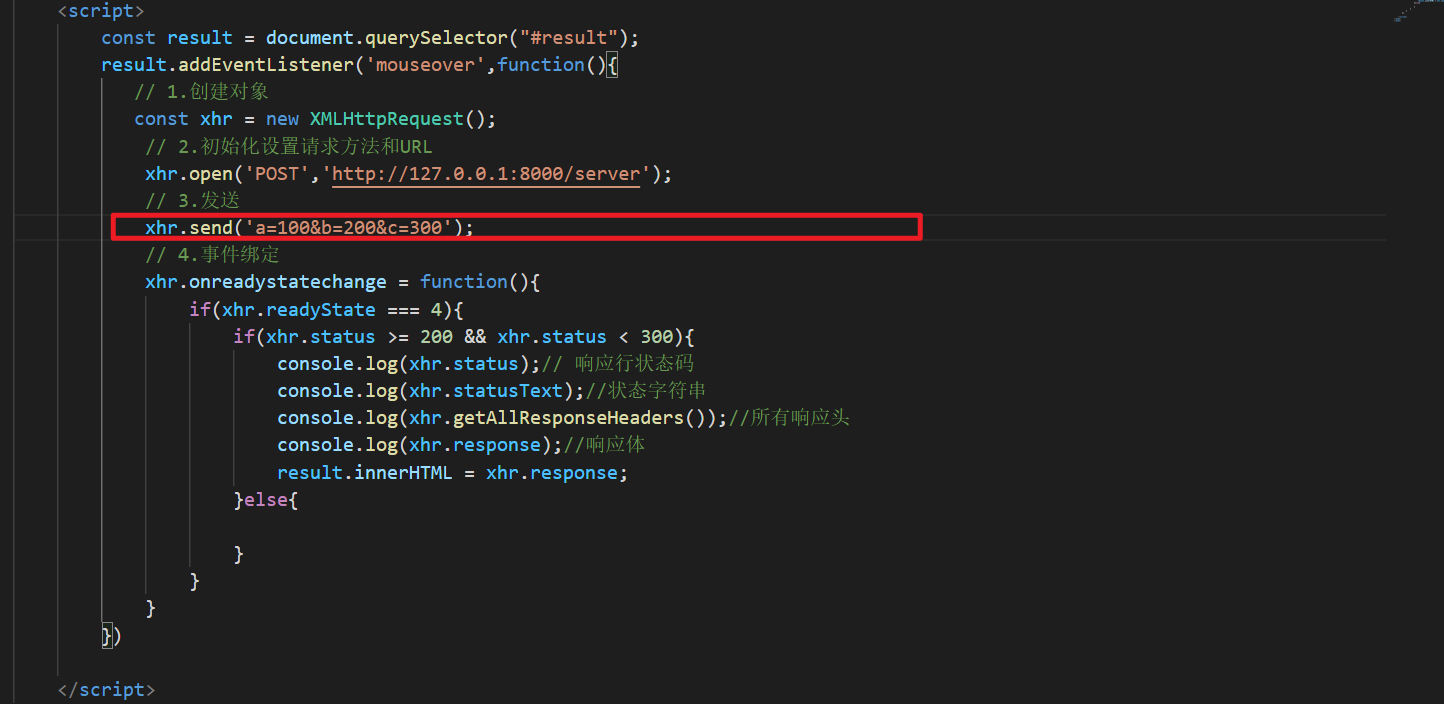 <script>
const result = document.querySelector("#result");
result.addEventListener('mouseover',function(){
// 1.创建对象
const xhr = new XMLHttpRequest();
// 2.初始化设置请求方法和URL
xhr.open('POST','http://127.0.0.1:8000/server');
// 3.发送
xhr.send('a=100&b=200&c=300');
// 4.事件绑定
xhr.onreadystatechange = function(){
if(xhr.readyState === 4){
if(xhr.status >= 200 && xhr.status < 300){
console.log(xhr.status);// 响应行状态码
console.log(xhr.statusText);//状态字符串
console.log(xhr.getAllResponseHeaders());//所有响应头
console.log(xhr.response);//响应体
result.innerHTML = xhr.response;
}else{
}
}
}
})
</script>